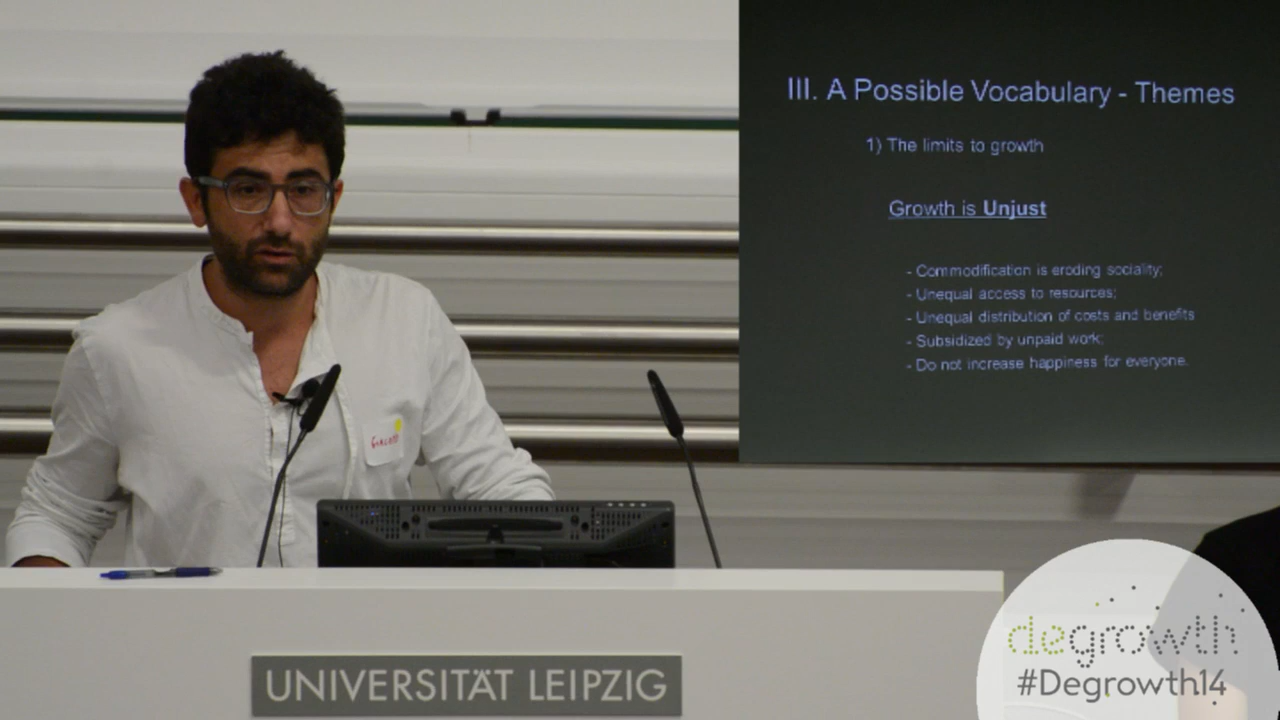 III. A Possible Vocabulary - Themes
1) The limits to growth
Growth is Unjust
- Commodification is eroding sociality;
- Unequal access to resources;
- Unequal distribution of costs and benefits
- Subsidized by unpaid work;
- Do not increase happiness for everyone.
UNIVERSITÄT LEIPZIG
degrowth
#Degrowth14